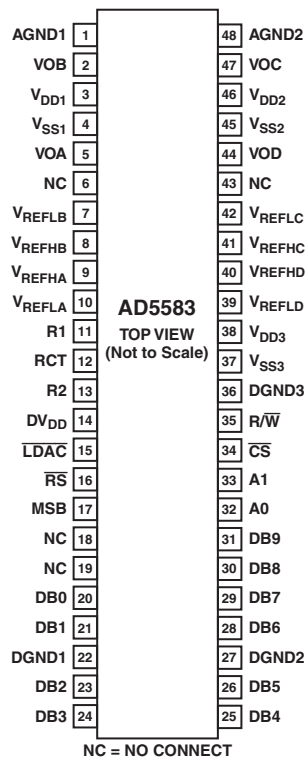 AGND1 1 48 AGND2
VOB 2 47 VOC
VDD1 3 46 VDD2
VSS1 4 45 VSS2
VOA 5 44 VOD
NC 6 43 NC
VREFLB 7 42 VREFLC
VREFHB 8 41 VREFHC
VREFHA 9 40 VREFHD
VREFLA 10 39 VREFLD
AD5583
R1 11 38 VDD3
TOP VIEW
(Not to Scale)
RCT 12 37 VSS3
R2 13 36 DGND3
DVDD 14 35 R/W̅
L̅D̅A̅C̅ 15 34 C̅S̅
R̅S̅ 16 33 A1
MSB 17 32 A0
NC 18 31 DB9
NC 19 30 DB8
DB0 20 29 DB7
DB1 21 28 DB6
DGND1 22 27 DGND2
DB2 23 26 DB5
DB3 24 25 DB4
NC = NO CONNECT